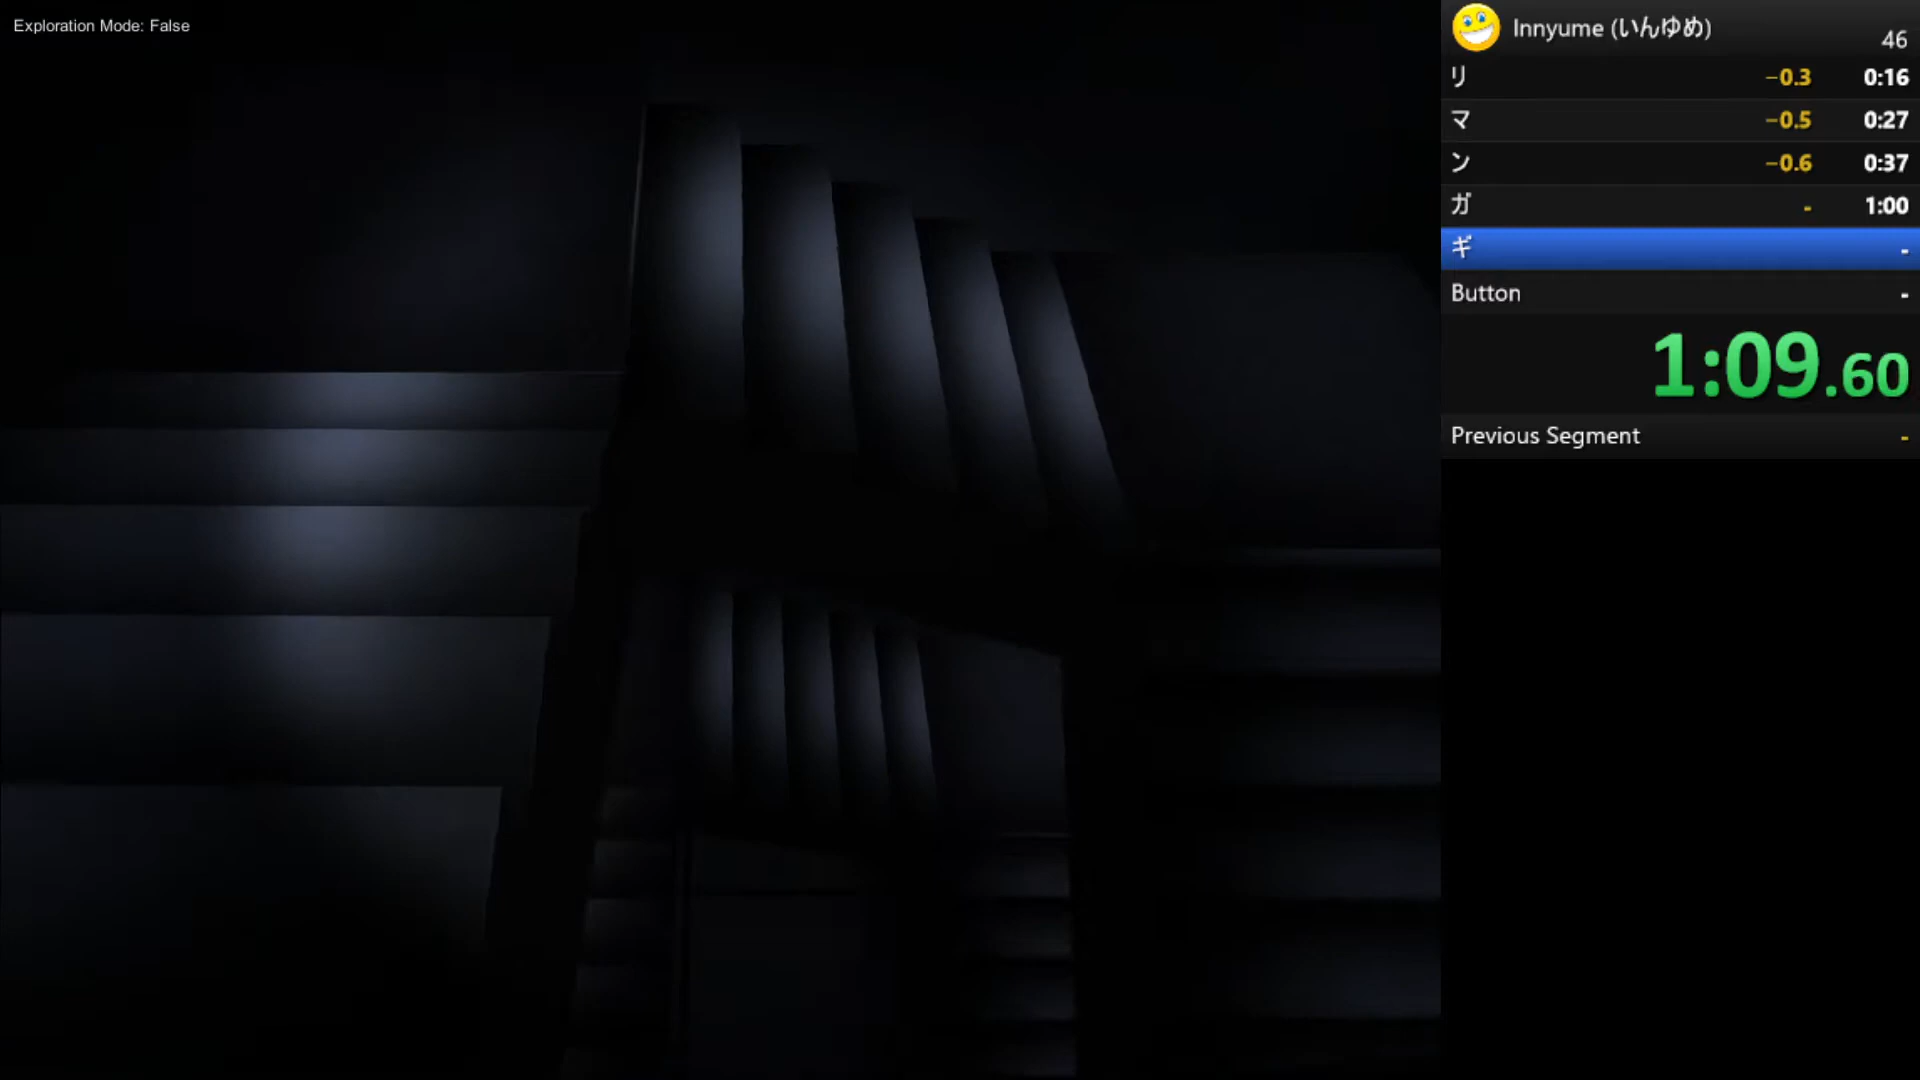 Exploration Mode: False
Innyume (いんゆめ)
46
リ -0.3 0:16
マ -0.5 0:27
ン -0.6 0:37
ガ - 1:00
ギ -
Button -
1:09.60
Previous Segment -